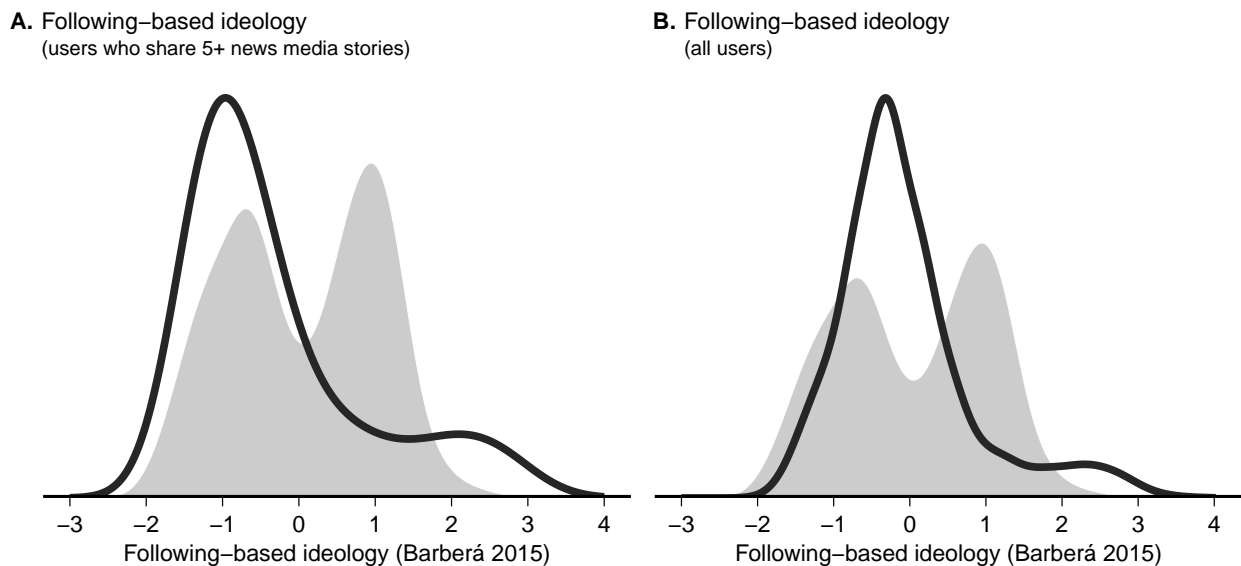 A. Following−based ideology
(users who share 5+ news media stories)
−3 −2 −1 0 1 2 3 4
Following−based ideology (Barberá 2015)
B. Following−based ideology
(all users)
−3 −2 −1 0 1 2 3 4
Following−based ideology (Barberá 2015)